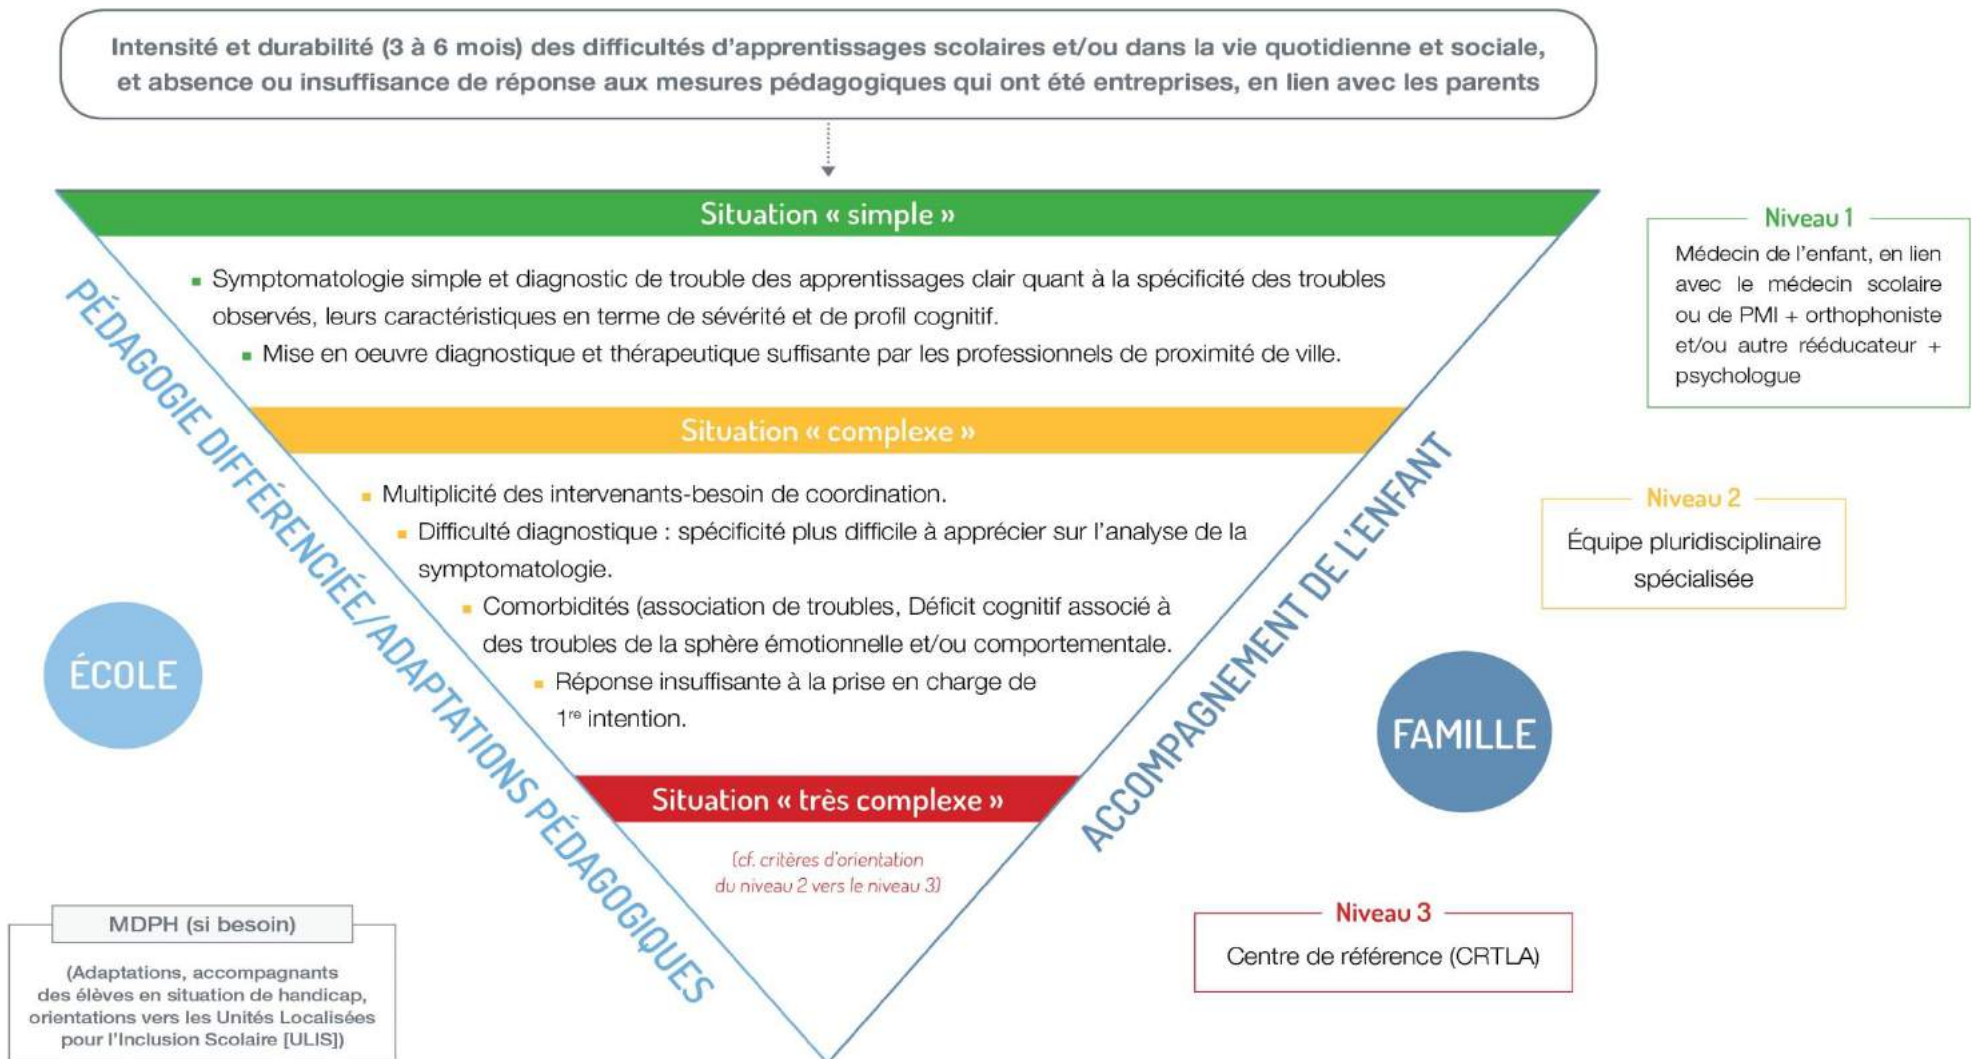 Intensité et durabilité (3 à 6 mois) des difficultés d'apprentissages scolaires et/ou dans la vie quotidienne et sociale,
et absence ou insuffisance de réponse aux mesures pédagogiques qui ont été entreprises, en lien avec les parents
Situation « simple »
Symptomatologie simple et diagnostic de trouble des apprentissages clair quant à la spécificité des troubles
observés, leurs caractéristiques en terme de sévérité et de profil cognitif.
Mise en oeuvre diagnostique et thérapeutique suffisante par les professionnels de proximité de ville.
Niveau 1
Médecin de l'enfant, en lien
avec le médecin scolaire
ou de PMI + orthophoniste
et/ou autre rééducateur +
psychologue
Situation « complexe »
Multiplicité des intervenants-besoin de coordination.
Difficulté diagnostique : spécificité plus difficile à apprécier sur l'analyse de la
symptomatologie.
Comorbidités (association de troubles, Déficit cognitif associé à
des troubles de la sphère émotionnelle et/ou comportementale.
Réponse insuffisante à la prise en charge de
1re intention.
Niveau 2
Équipe pluridisciplinaire
spécialisée
PÉDAGOGIE DIFFÉRENCIÉE/ADAPTATIONS PÉDAGOGIQUES
ACCOMPAGNEMENT DE L'ENFANT
ÉCOLE
FAMILLE
Situation « très complexe »
(cf. critères d'orientation
du niveau 2 vers le niveau 3)
Niveau 3
Centre de référence (CRTLA)
MDPH (si besoin)
(Adaptations, accompagnants
des élèves en situation de handicap,
orientations vers les Unités Localisées
pour l'Inclusion Scolaire [ULIS])